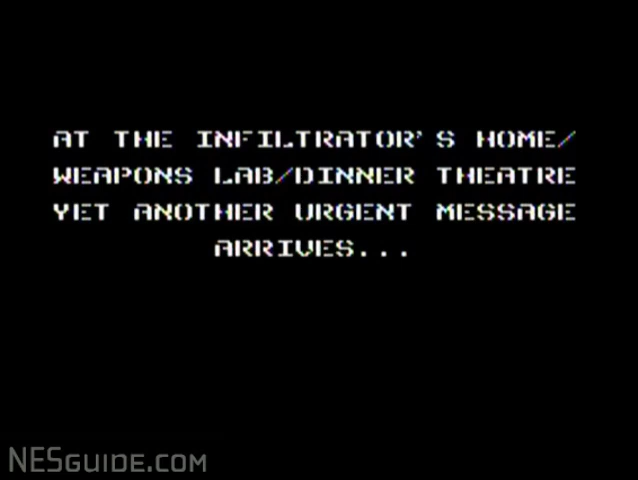 AT THE INFILTRATOR'S HOME/
WEAPONS LAB/DINNER THEATRE
YET ANOTHER URGENT MESSAGE
ARRIVES...
NESGUIDE.COM